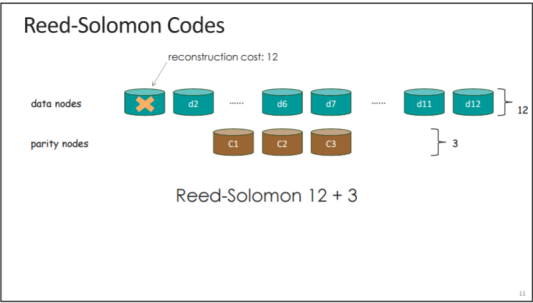 Reed-Solomon Codes
reconstruction cost: 12
data nodes d2 ...... d6 d7 ...... d11 d12 12
parity nodes C1 C2 C3 3
Reed-Solomon 12 + 3
11